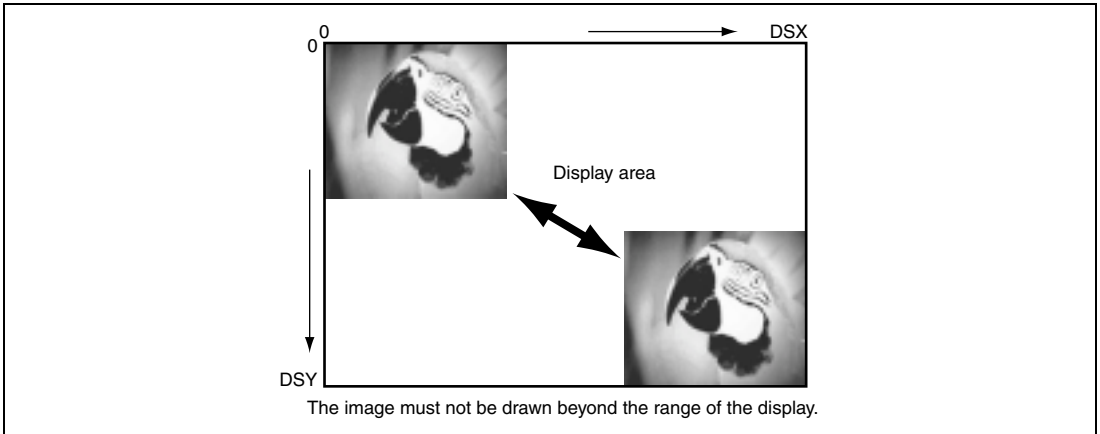 0
DSX
0
Display area
DSY
The image must not be drawn beyond the range of the display.